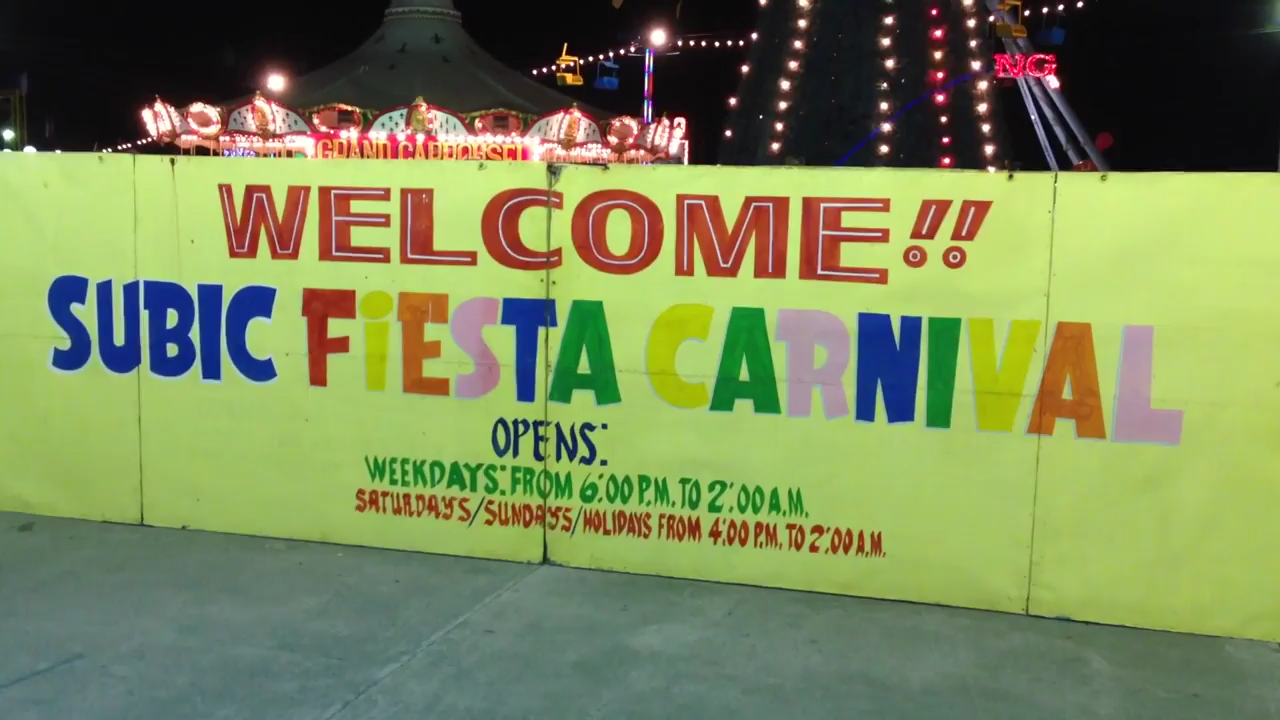 NG
GRAND CARROUSEL
WELCOME!!
SUBIC FiESTA CARNIVAL
OPENS:
WEEKDAYS: FROM 6:00 P.M. TO 2:00 A.M.
SATURDAYS/SUNDAYS/HOLIDAYS FROM 4:00 P.M. TO 2:00 A.M.